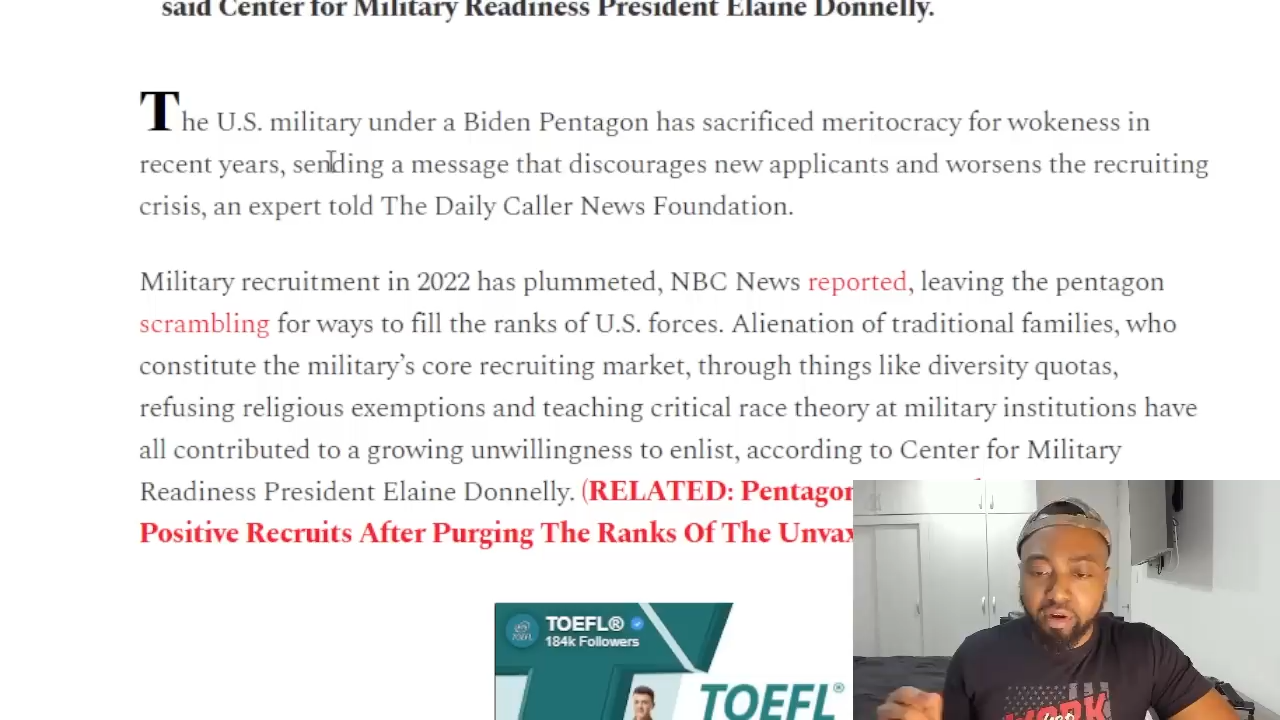 said Center for Military Readiness President Elaine Donnelly.
The U.S. military under a Biden Pentagon has sacrificed meritocracy for wokeness in
recent years, sending a message that discourages new applicants and worsens the recruiting
crisis, an expert told The Daily Caller News Foundation.
Military recruitment in 2022 has plummeted, NBC News reported, leaving the pentagon
scrambling for ways to fill the ranks of U.S. forces. Alienation of traditional families, who
constitute the military’s core recruiting market, through things like diversity quotas,
refusing religious exemptions and teaching critical race theory at military institutions have
all contributed to a growing unwillingness to enlist, according to Center for Military
Readiness President Elaine Donnelly. (RELATED: Pentagon
Positive Recruits After Purging The Ranks Of The Unvax
TOEFL®
184k Followers
TOEFL®
WORK